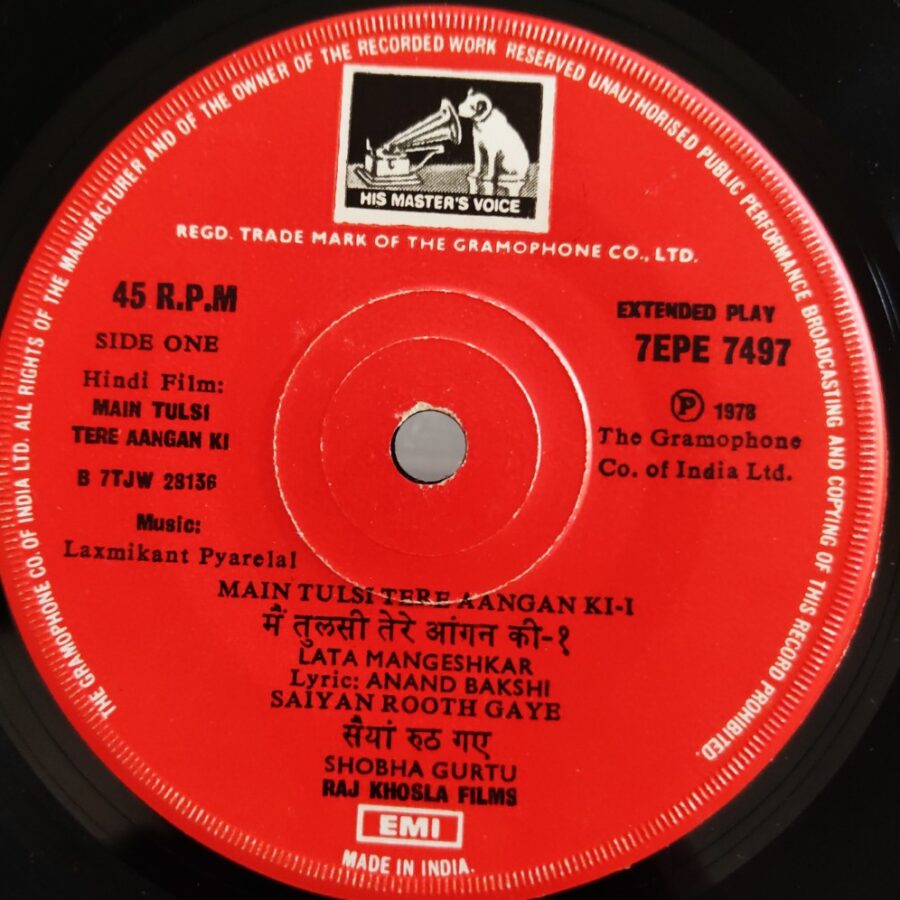 THE GRAMOPHONE CO. OF INDIA LTD. ALL RIGHTS OF THE MANUFACTURER AND OF THE OWNER OF THE RECORDED WORK RESERVED UNAUTHORISED PUBLIC PERFORMANCE BROADCASTING AND COPYING OF THIS RECORD PROHIBITED.
HIS MASTER'S VOICE
REGD. TRADE MARK OF THE GRAMOPHONE CO., LTD.
45 R.P.M
SIDE ONE
Hindi Film:
MAIN TULSI
TERE AANGAN KI
B 7TJW 29136
Music:
Laxmikant Pyarelal
EXTENDED PLAY
7EPE 7497
℗ 1978
The Gramophone
Co. of India Ltd.
MAIN TULSI TERE AANGAN KI-I
मैं तुलसी तेरे आंगन की-१
LATA MANGESHKAR
Lyric: ANAND BAKSHI
SAIYAN ROOTH GAYE
सैयां रुठ गए
SHOBHA GURTU
RAJ KHOSLA FILMS
EMI
MADE IN INDIA.